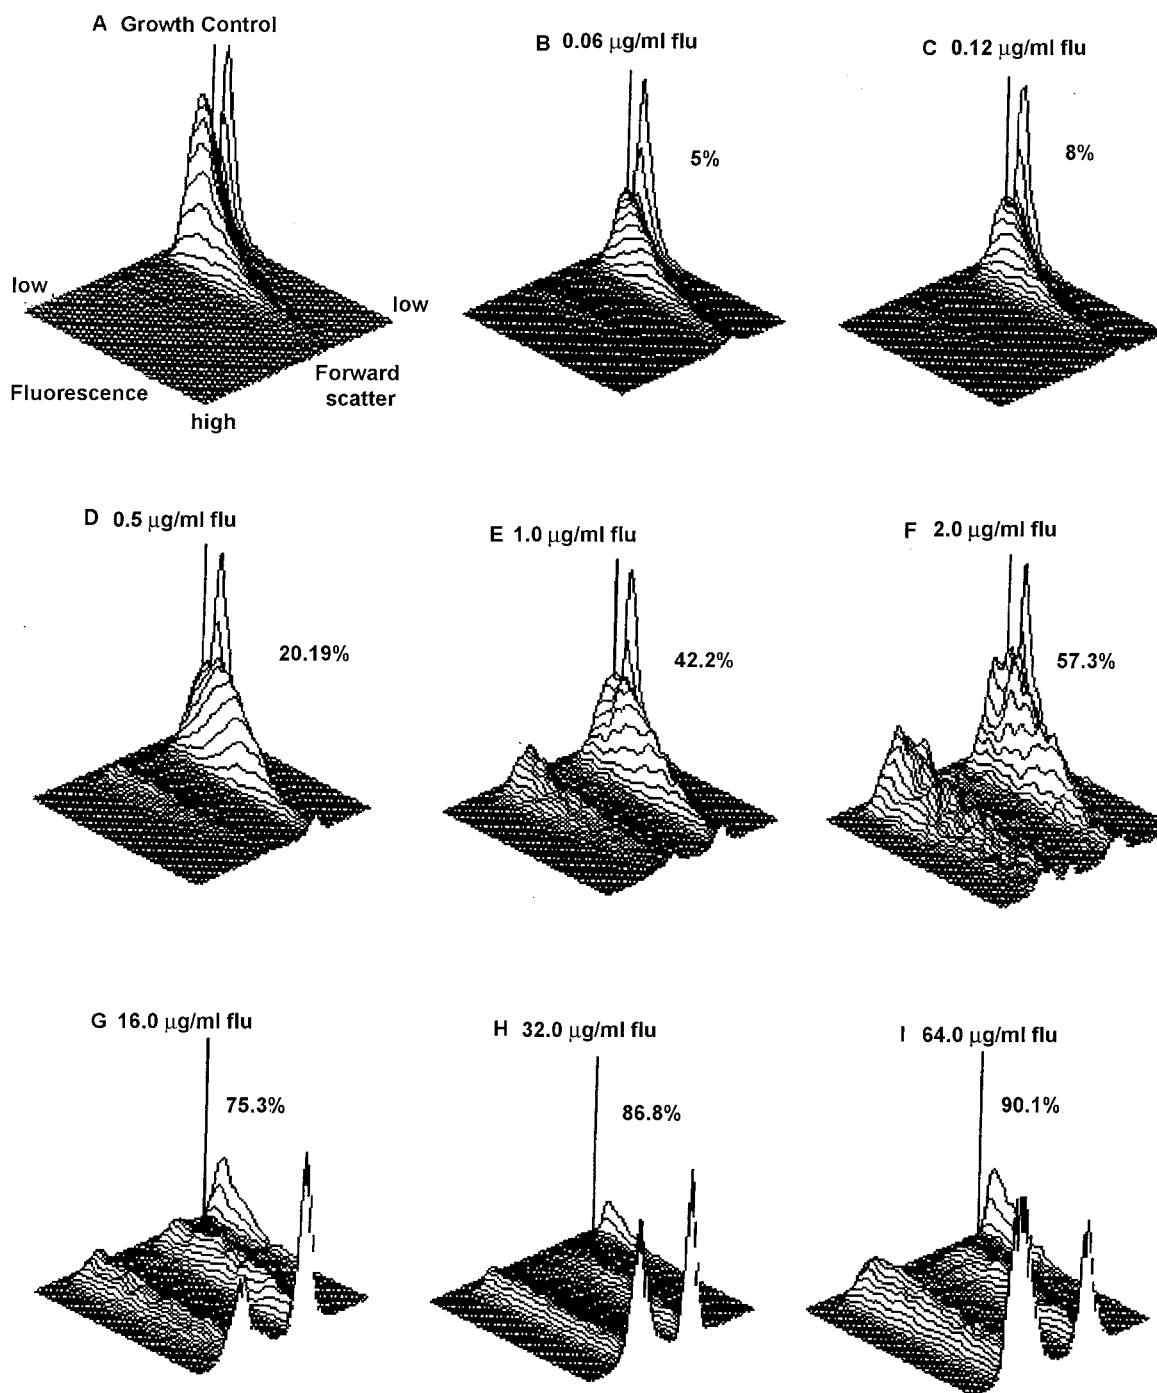 A Growth Control
B 0.06 μg/ml flu
C 0.12 μg/ml flu
5%
8%
low
low
Fluorescence
Forward
scatter
high
D 0.5 μg/ml flu
E 1.0 μg/ml flu
F 2.0 μg/ml flu
20.19%
42.2%
57.3%
G 16.0 μg/ml flu
H 32.0 μg/ml flu
I 64.0 μg/ml flu
75.3%
86.8%
90.1%